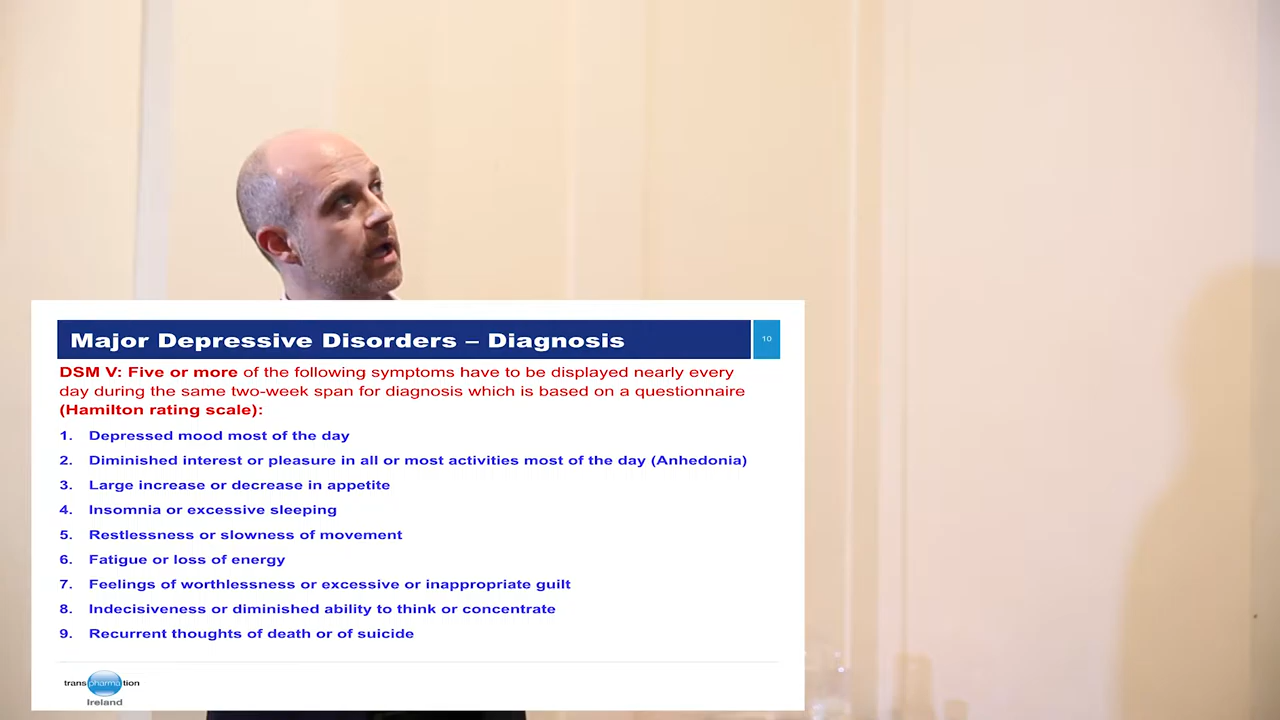 Major Depressive Disorders – Diagnosis
10
DSM V: Five or more of the following symptoms have to be displayed nearly every
day during the same two-week span for diagnosis which is based on a questionnaire
(Hamilton rating scale):
1. Depressed mood most of the day
2. Diminished interest or pleasure in all or most activities most of the day (Anhedonia)
3. Large increase or decrease in appetite
4. Insomnia or excessive sleeping
5. Restlessness or slowness of movement
6. Fatigue or loss of energy
7. Feelings of worthlessness or excessive or inappropriate guilt
8. Indecisiveness or diminished ability to think or concentrate
9. Recurrent thoughts of death or of suicide
transpharmation
Ireland